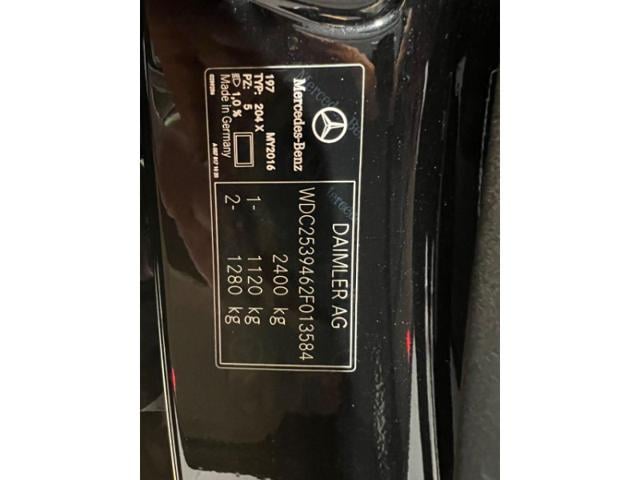 Mercedes-Benz
197
TYP: 204 X MY2016
PZ: 5
1,0 %
Made in Germany
DAIMLER AG
WDC2539462F013584
2400 kg
1- 1120 kg
2- 1280 kg